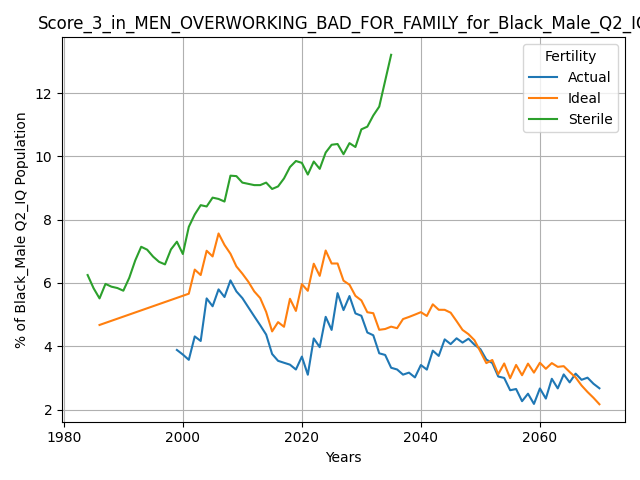 Score_3_in_MEN_OVERWORKING_BAD_FOR_FAMILY_for_Black_Male_Q2_IQ
Fertility
Actual
Ideal
Sterile
% of Black_Male Q2_IQ Population
12
10
8
6
4
2
1980 2000 2020 2040 2060
Years